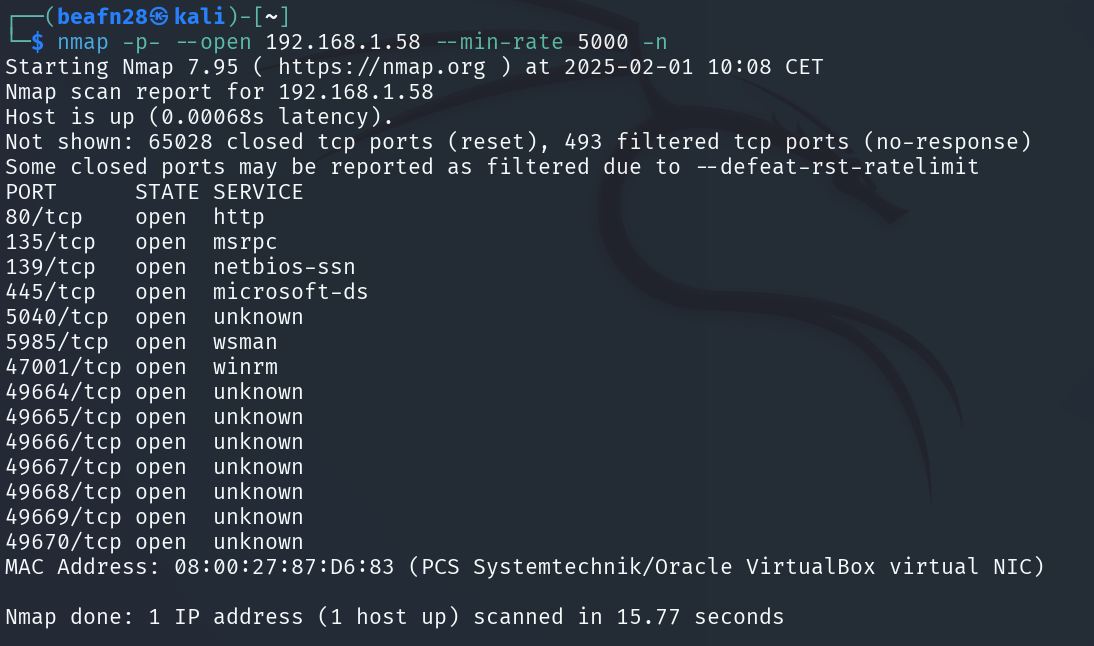 ┌──(beafn28㉿kali)-[~]
└─$ nmap -p- --open 192.168.1.58 --min-rate 5000 -n
Starting Nmap 7.95 ( https://nmap.org ) at 2025-02-01 10:08 CET
Nmap scan report for 192.168.1.58
Host is up (0.00068s latency).
Not shown: 65028 closed tcp ports (reset), 493 filtered tcp ports (no-response)
Some closed ports may be reported as filtered due to --defeat-rst-ratelimit
PORT      STATE SERVICE
80/tcp    open  http
135/tcp   open  msrpc
139/tcp   open  netbios-ssn
445/tcp   open  microsoft-ds
5040/tcp  open  unknown
5985/tcp  open  wsman
47001/tcp open  winrm
49664/tcp open  unknown
49665/tcp open  unknown
49666/tcp open  unknown
49667/tcp open  unknown
49668/tcp open  unknown
49669/tcp open  unknown
49670/tcp open  unknown
MAC Address: 08:00:27:87:D6:83 (PCS Systemtechnik/Oracle VirtualBox virtual NIC)
Nmap done: 1 IP address (1 host up) scanned in 15.77 seconds